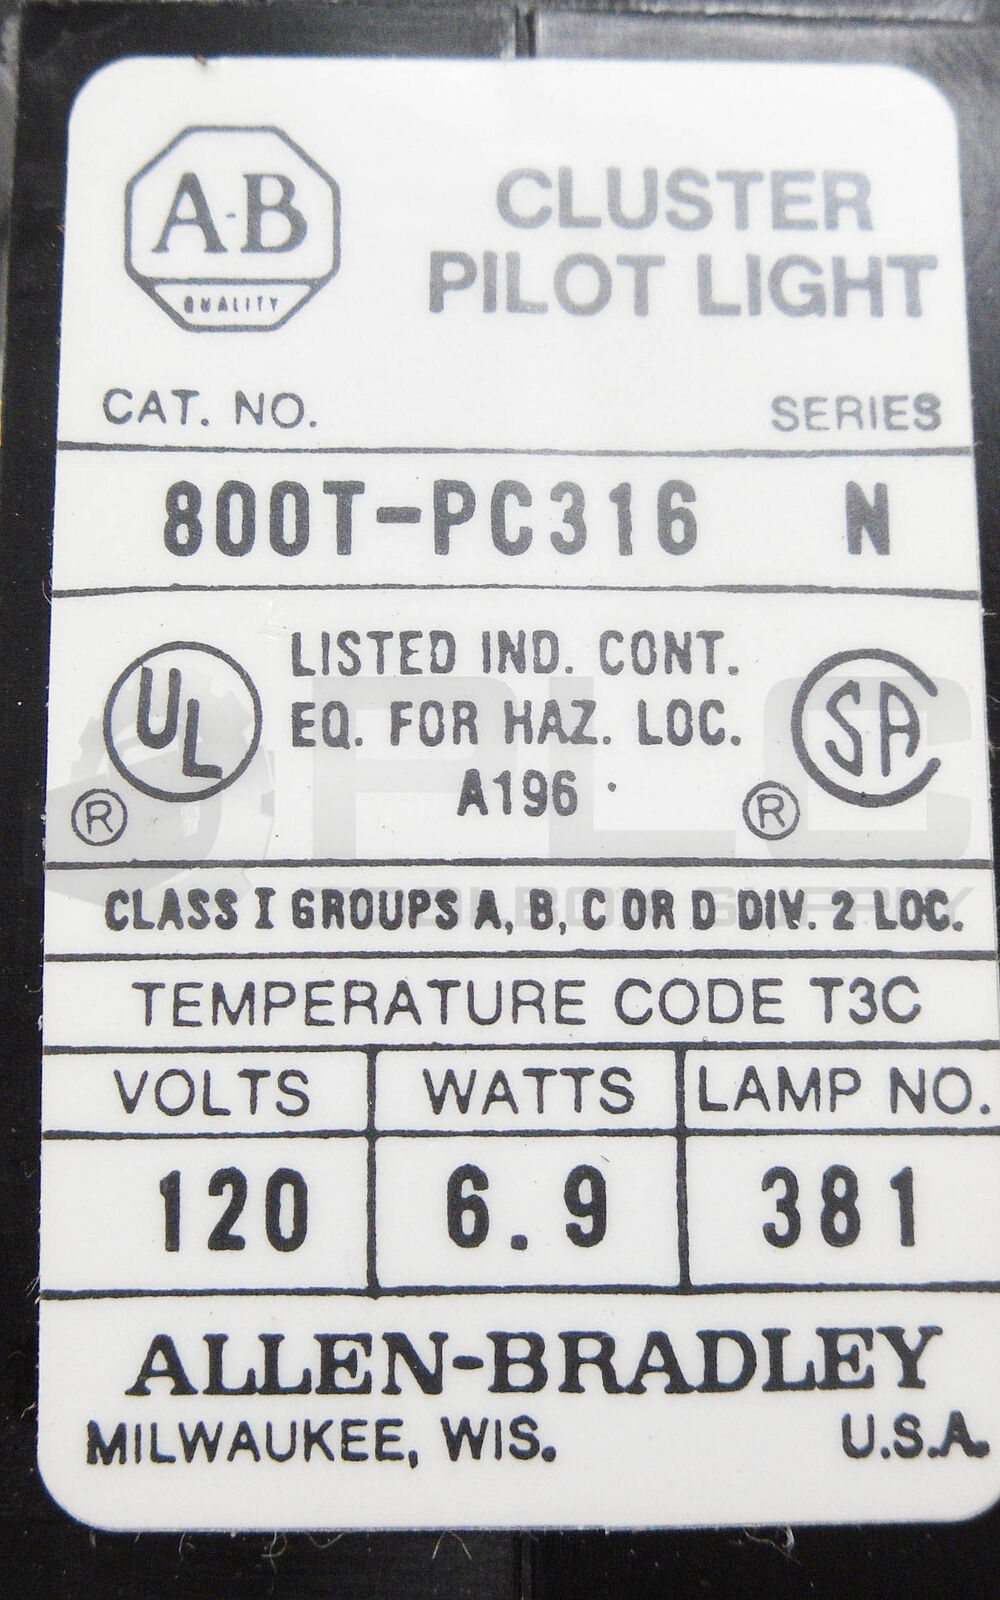 A-B
QUALITY
CLUSTER
PILOT LIGHT
CAT. NO. SERIES
800T-PC316 N
UL
LISTED IND. CONT.
EQ. FOR HAZ. LOC.
A196
® ®
SA
CLASS I GROUPS A, B, C OR D DIV. 2 LOC.
TEMPERATURE CODE T3C
VOLTS WATTS LAMP NO.
120 6.9 381
ALLEN-BRADLEY
MILWAUKEE, WIS. U.S.A.
PLC